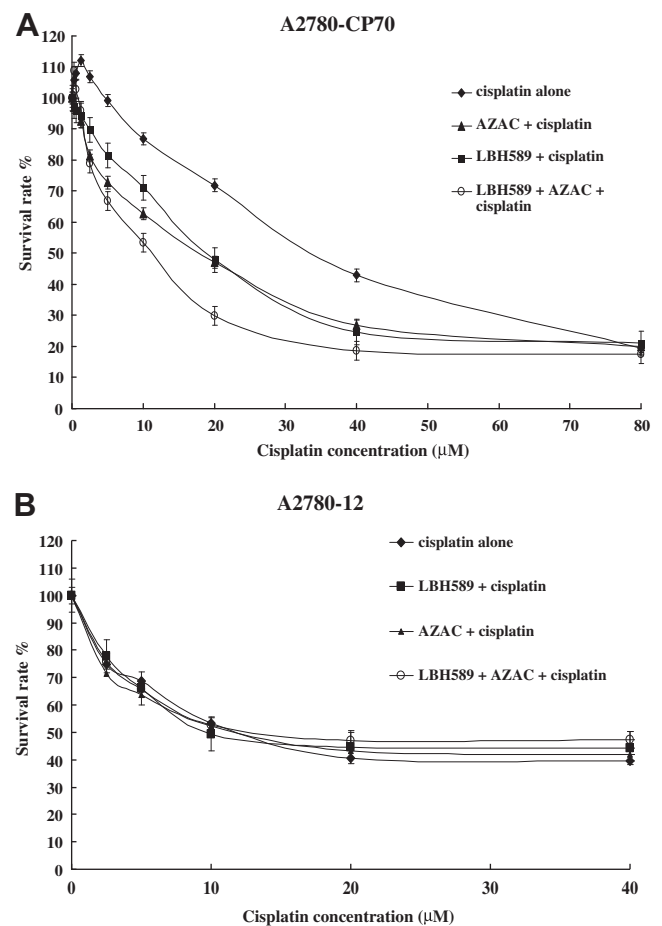 A
A2780-CP70
120
110
100
90
80
70
60
50
40
30
20
10
0
Survival rate %
cisplatin alone
AZAC + cisplatin
LBH589 + cisplatin
LBH589 + AZAC +
cisplatin
0 10 20 30 40 50 60 70 80
Cisplatin concentration (μM)
B
A2780-12
120
110
100
90
80
70
60
50
40
30
20
10
0
Survival rate %
cisplatin alone
LBH589 + cisplatin
AZAC + cisplatin
LBH589 + AZAC + cisplatin
0 10 20 30 40
Cisplatin concentration (μM)